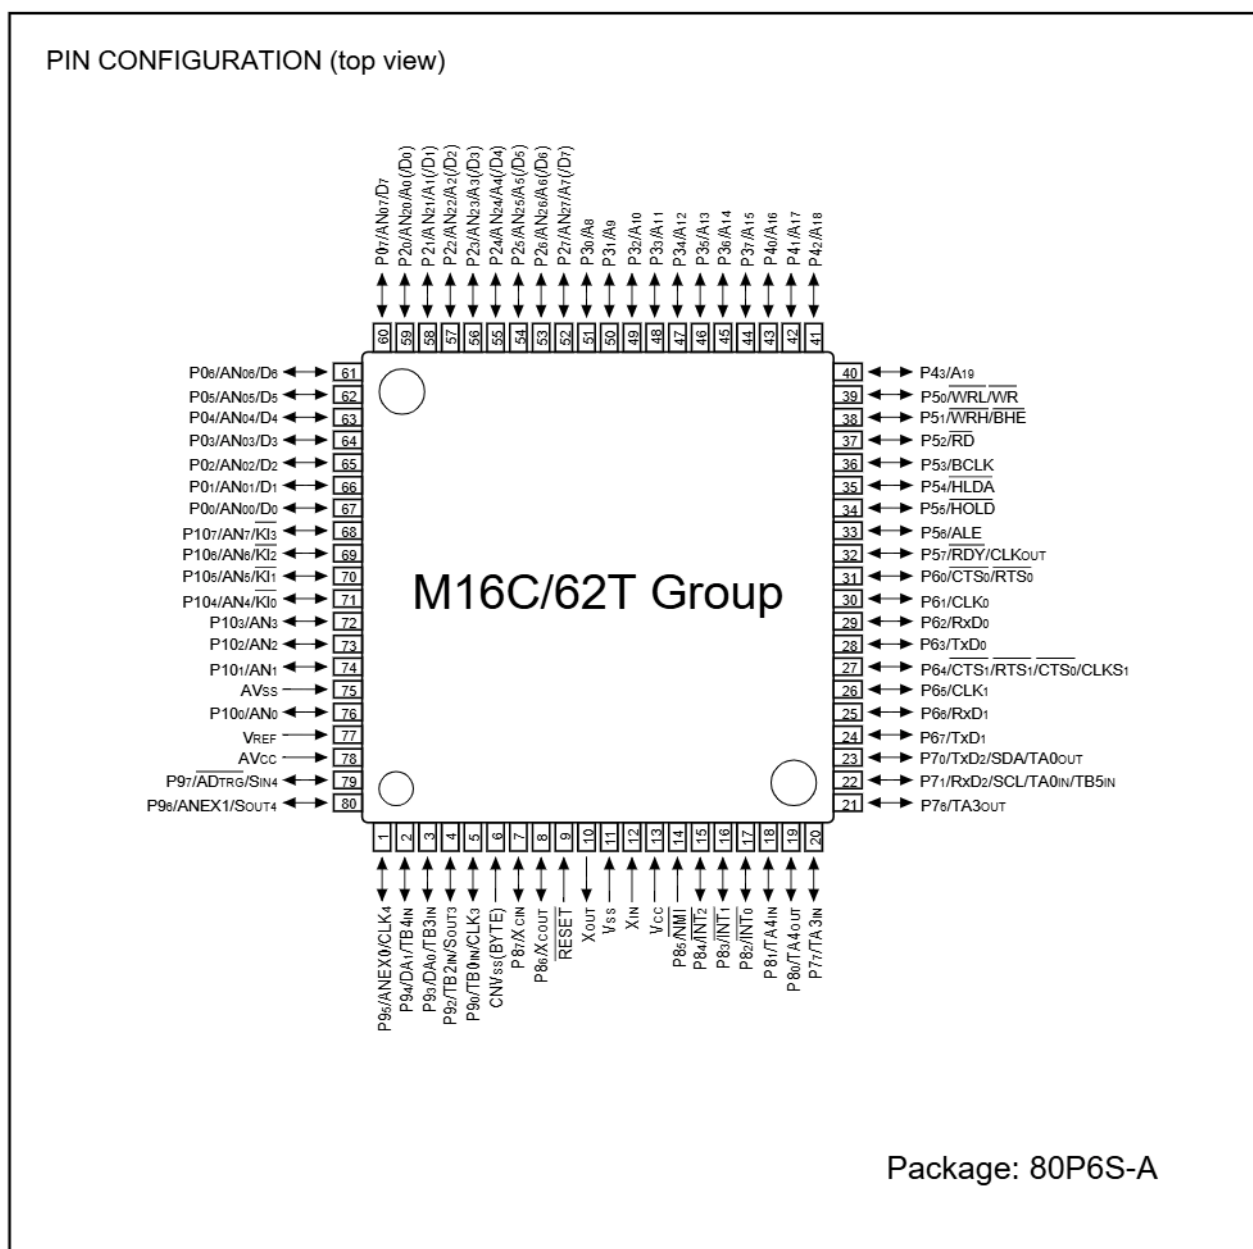 PIN CONFIGURATION (top view)
P07/AN07/D7
P20/AN20/A0(/D0)
P21/AN21/A1(/D1)
P22/AN22/A2(/D2)
P23/AN23/A3(/D3)
P24/AN24/A4(/D4)
P25/AN25/A5(/D5)
P26/AN26/A6(/D6)
P27/AN27/A7(/D7)
P30/A8
P31/A9
P32/A10
P33/A11
P34/A12
P35/A13
P36/A14
P37/A15
P40/A16
P41/A17
P42/A18
60 59 58 57 56 55 54 53 52 51 50 49 48 47 46 45 44 43 42 41
P06/AN06/D6 61
P05/AN05/D5 62
P04/AN04/D4 63
P03/AN03/D3 64
P02/AN02/D2 65
P01/AN01/D1 66
P00/AN00/D0 67
P107/AN7/KI3 68
P106/AN6/KI2 69
P105/AN5/KI1 70
P104/AN4/KI0 71
P103/AN3 72
P102/AN2 73
P101/AN1 74
AVSS 75
P100/AN0 76
VREF 77
AVCC 78
P97/ADTRG/SIN4 79
P96/ANEX1/SOUT4 80
M16C/62T Group
40 P43/A19
39 P50/WRL/WR
38 P51/WRH/BHE
37 P52/RD
36 P53/BCLK
35 P54/HLDA
34 P55/HOLD
33 P56/ALE
32 P57/RDY/CLKOUT
31 P60/CTS0/RTS0
30 P61/CLK0
29 P62/RxD0
28 P63/TxD0
27 P64/CTS1/RTS1/CTS0/CLKS1
26 P65/CLK1
25 P66/RxD1
24 P67/TxD1
23 P70/TxD2/SDA/TA0OUT
22 P71/RxD2/SCL/TA0IN/TB5IN
21 P76/TA3OUT
1 2 3 4 5 6 7 8 9 10 11 12 13 14 15 16 17 18 19 20
P95/ANEX0/CLK4
P94/DA1/TB4IN
P93/DA0/TB3IN
P92/TB2IN/SOUT3
P90/TB0IN/CLK3
CNVSS(BYTE)
P87/XCIN
P86/XCOUT
RESET
XOUT
VSS
XIN
VCC
P85/NMI
P84/INT2
P83/INT1
P82/INT0
P81/TA4IN
P80/TA4OUT
P77/TA3IN
Package: 80P6S-A